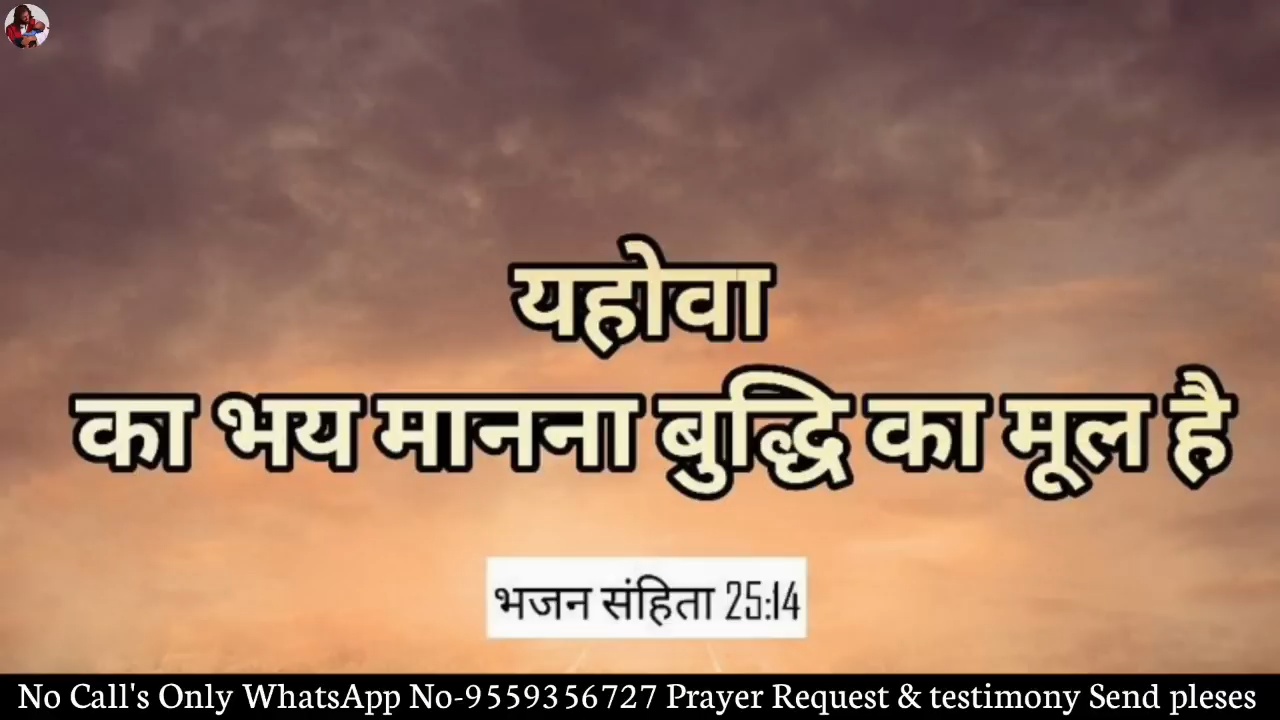 यहोवा
का भय मानना बुद्धि का मूल है
भजन संहिता 25:14
No Call's Only WhatsApp No-9559356727 Prayer Request & testimony Send pleses